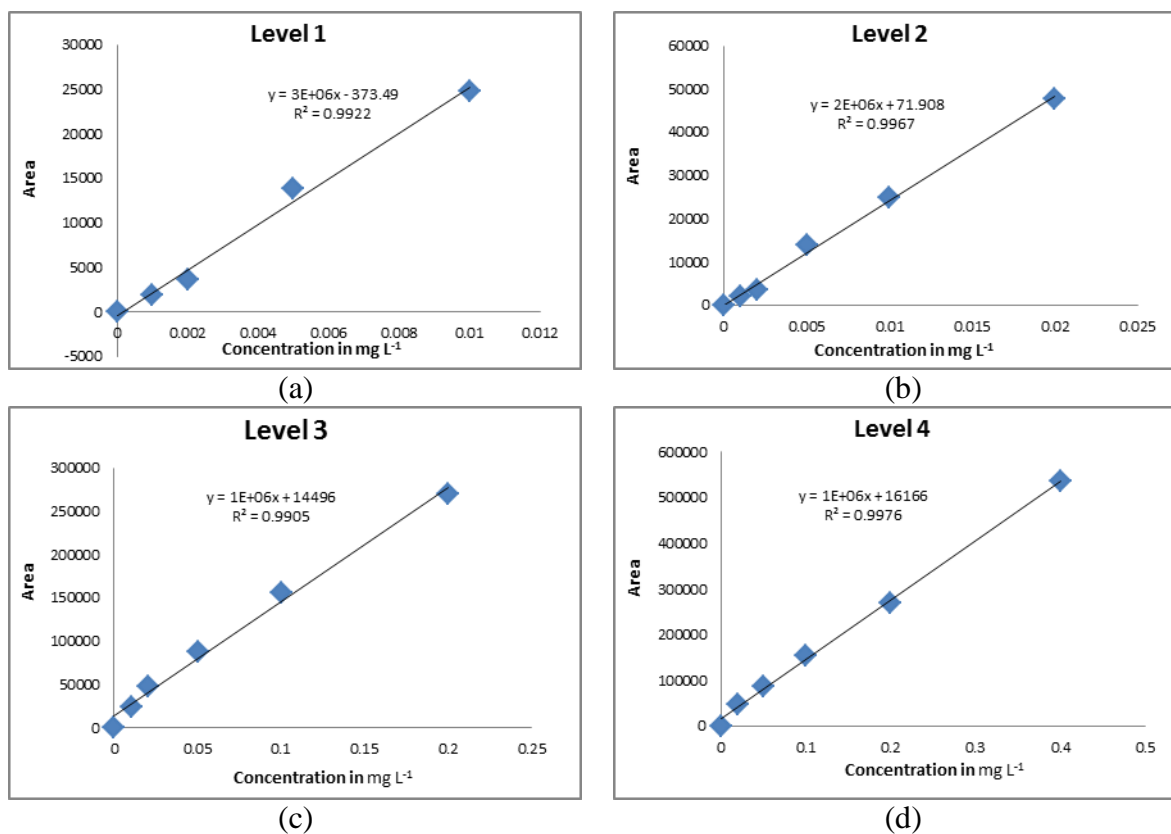 Level 1
30000
25000
20000
15000
10000
5000
0
-5000
Area
y = 3E+06x - 373.49
R² = 0.9922
0 0.002 0.004 0.006 0.008 0.01 0.012
Concentration in mg L⁻¹
(a)
Level 2
60000
50000
40000
30000
20000
10000
0
Area
y = 2E+06x + 71.908
R² = 0.9967
0 0.005 0.01 0.015 0.02 0.025
Concentration in mg L⁻¹
(b)
Level 3
300000
250000
200000
150000
100000
50000
0
Area
y = 1E+06x + 14496
R² = 0.9905
0 0.05 0.1 0.15 0.2 0.25
Concentration in mg L⁻¹
(c)
Level 4
600000
500000
400000
300000
200000
100000
0
Area
y = 1E+06x + 16166
R² = 0.9976
0 0.1 0.2 0.3 0.4 0.5
Concentration in mg L⁻¹
(d)